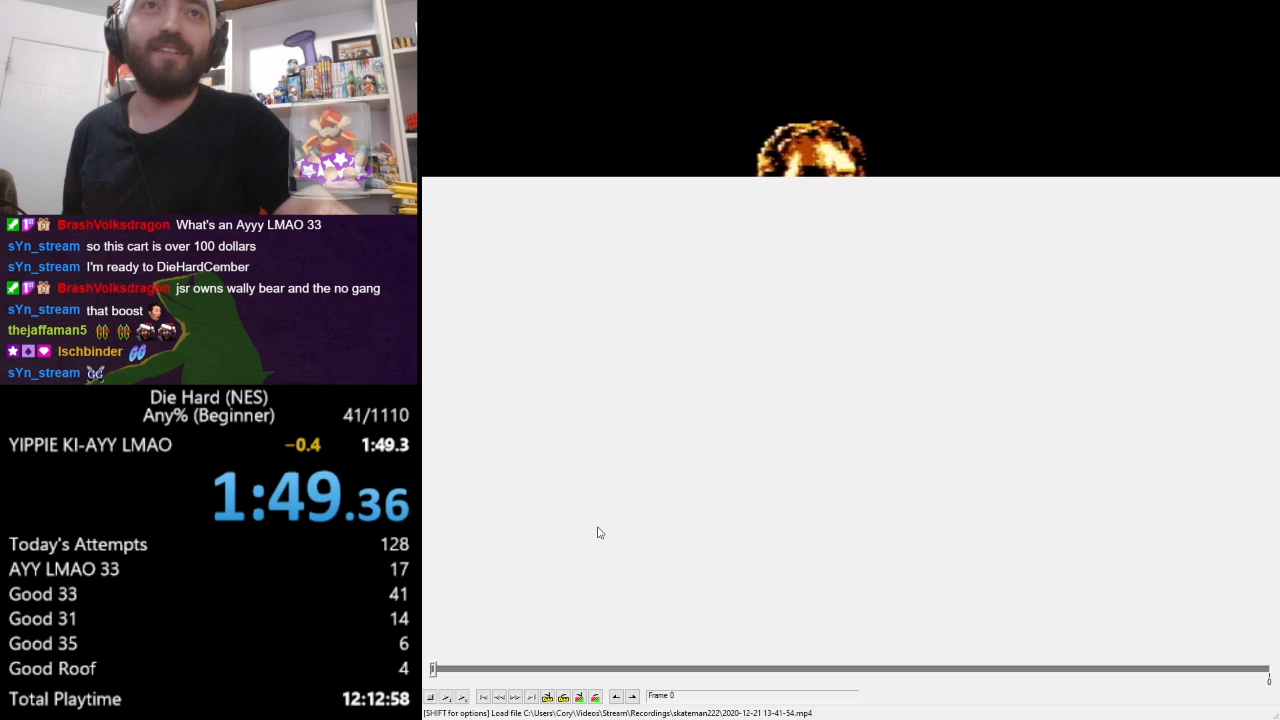 BrashVolksdragon What's an Ayyy LMAO 33
sYn_stream so this cart is over 100 dollars
sYn_stream I'm ready to DieHardCember
BrashVolksdragon jsr owns wally bear and the no gang
sYn_stream that boost
thejaffaman5 GG GG
Ischbinder GG
sYn_stream GG
Die Hard (NES)
Any% (Beginner) 41/1110
YIPPIE KI-AYY LMAO −0.4 1:49.3
1:49.36
Today's Attempts 128
AYY LMAO 33 17
Good 33 41
Good 31 14
Good 35 6
Good Roof 4
Total Playtime 12:12:58
0
Frame 0
[SHIFT for options] Load file C:\Users\Cory\Videos\Stream\Recordings\skateman222\2020-12-21 13-41-54.mp4